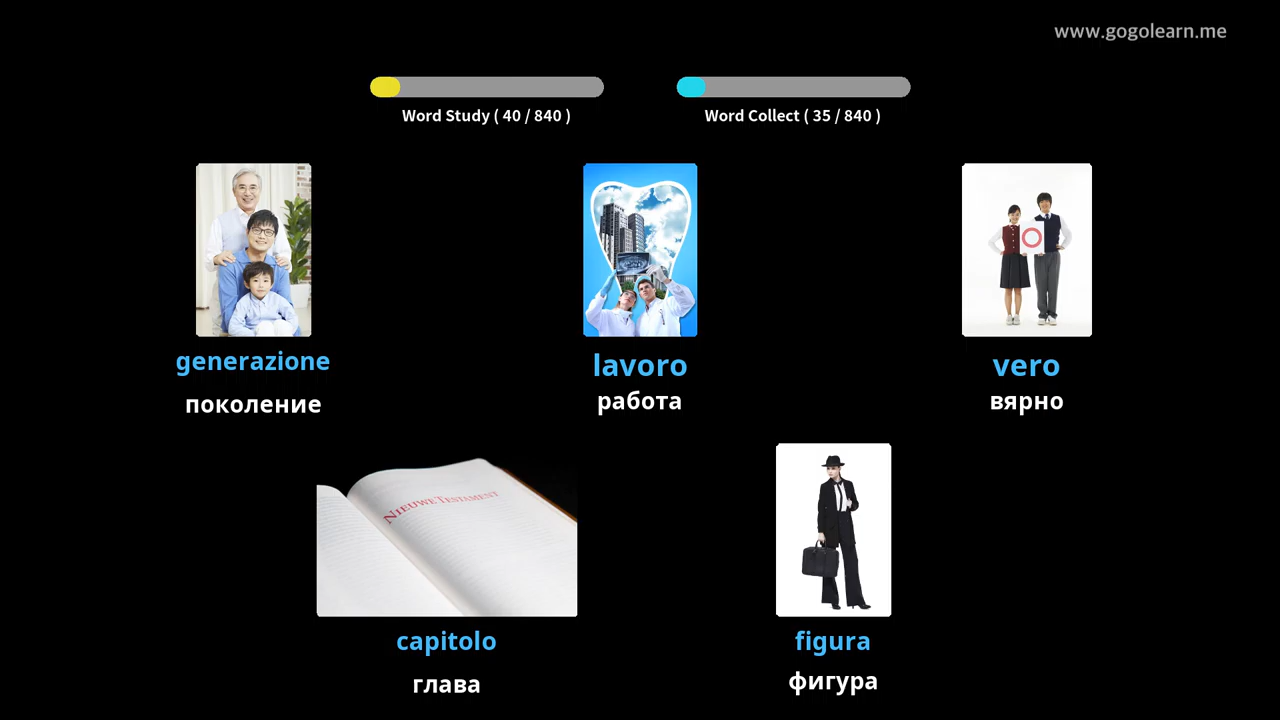 www.gogolearn.me
Word Study ( 40 / 840 )
Word Collect ( 35 / 840 )
generazione
поколение
lavoro
работа
vero
вярно
NIEUWE TESTAMENT
capitolo
глава
figura
фигура